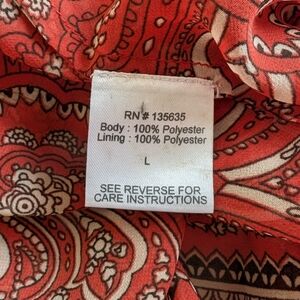 RN # 135635
Body : 100% Polyester
Lining : 100% Polyester
L
SEE REVERSE FOR
CARE INSTRUCTIONS